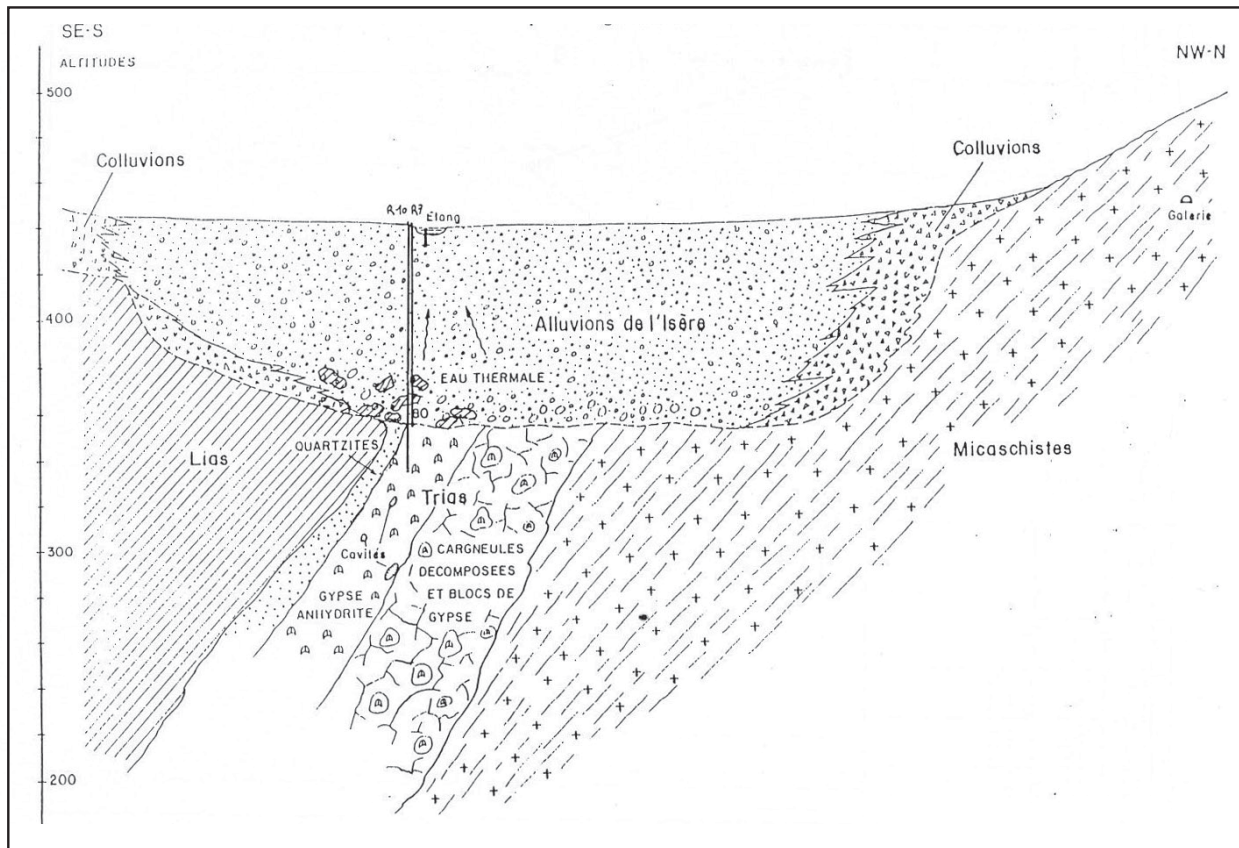 SE-S
NW-N
ALTITUDES
500
Colluvions
Colluvions
R10 R7
Étang
Galerie
400
Alluvions de l'Isère
EAU THERMALE
80
QUARTZITES
Micaschistes
Lias
Trias
300
Cavités
CARGNEULES
DECOMPOSEES
ET BLOCS DE
GYPSE
GYPSE
ANHYDRITE
200